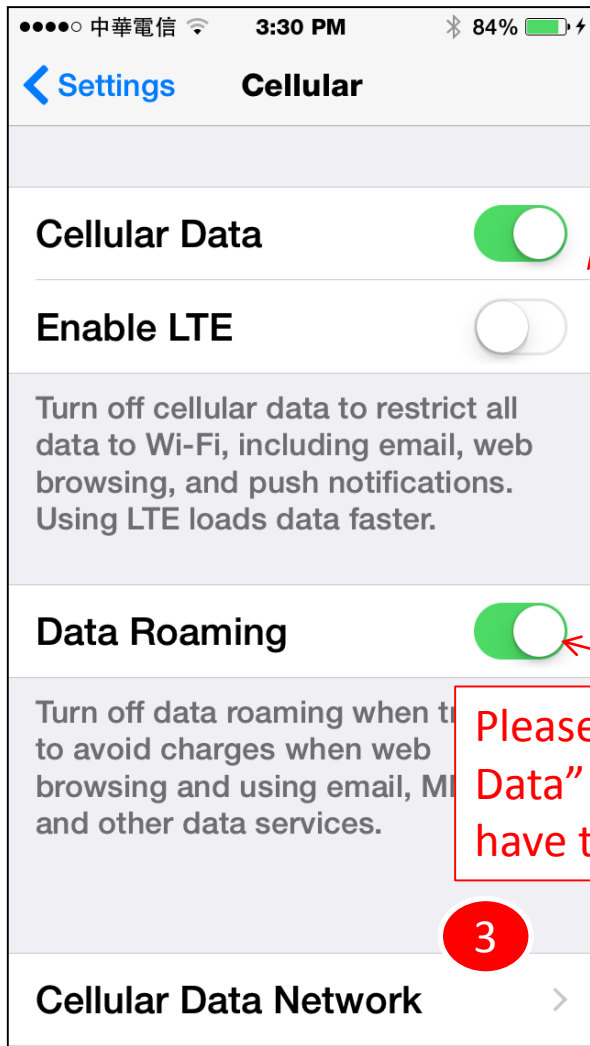 中華電信 3:30 PM 84%
Settings Cellular
Cellular Data
Enable LTE
Turn off cellular data to restrict all
data to Wi-Fi, including email, web
browsing, and push notifications.
Using LTE loads data faster.
Data Roaming
Turn off data roaming when
to avoid charges when web
browsing and using email,
and other data services.
Please
Data”
have
3
Cellular Data Network